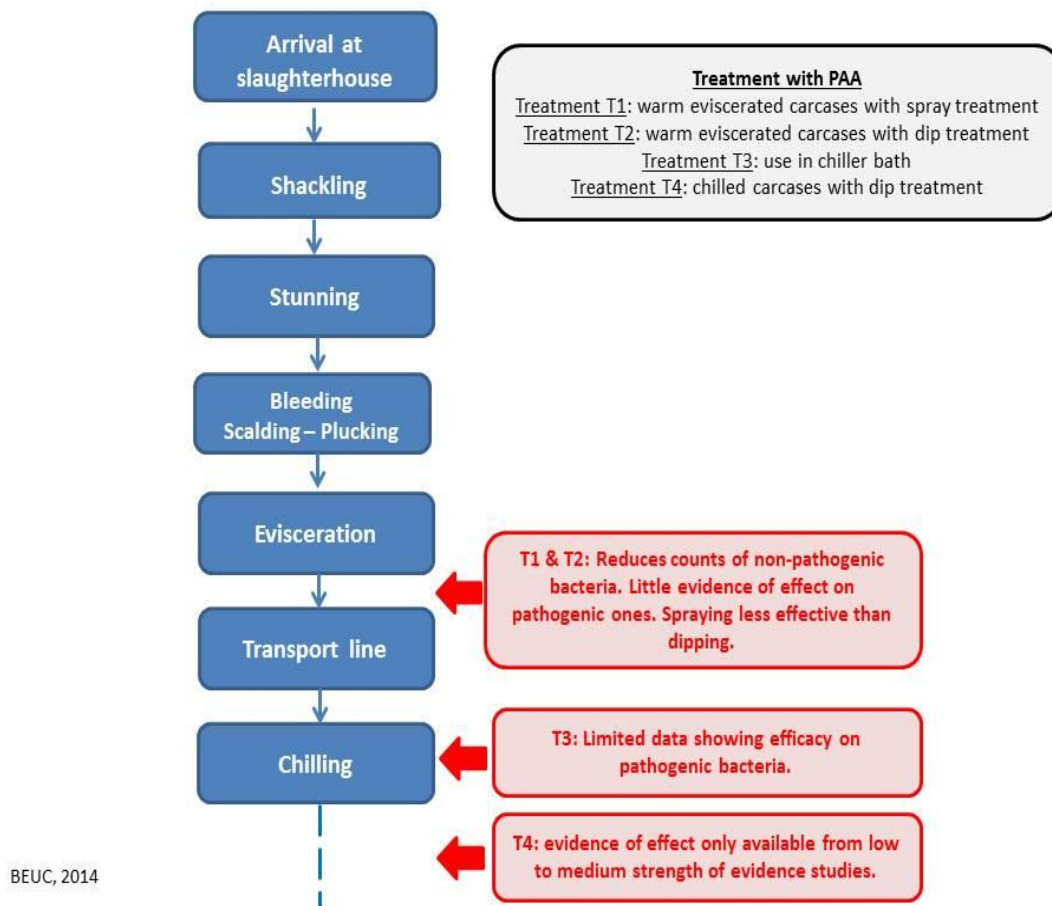 Arrival at
slaughterhouse
Treatment with PAA
Treatment T1: warm eviscerated carcases with spray treatment
Treatment T2: warm eviscerated carcases with dip treatment
Treatment T3: use in chiller bath
Treatment T4: chilled carcases with dip treatment
Shackling
Stunning
Bleeding
Scalding – Plucking
Evisceration
T1 & T2: Reduces counts of non-pathogenic
bacteria. Little evidence of effect on
pathogenic ones. Spraying less effective than
dipping.
Transport line
Chilling
T3: Limited data showing efficacy on
pathogenic bacteria.
T4: evidence of effect only available from low
to medium strength of evidence studies.
BEUC, 2014